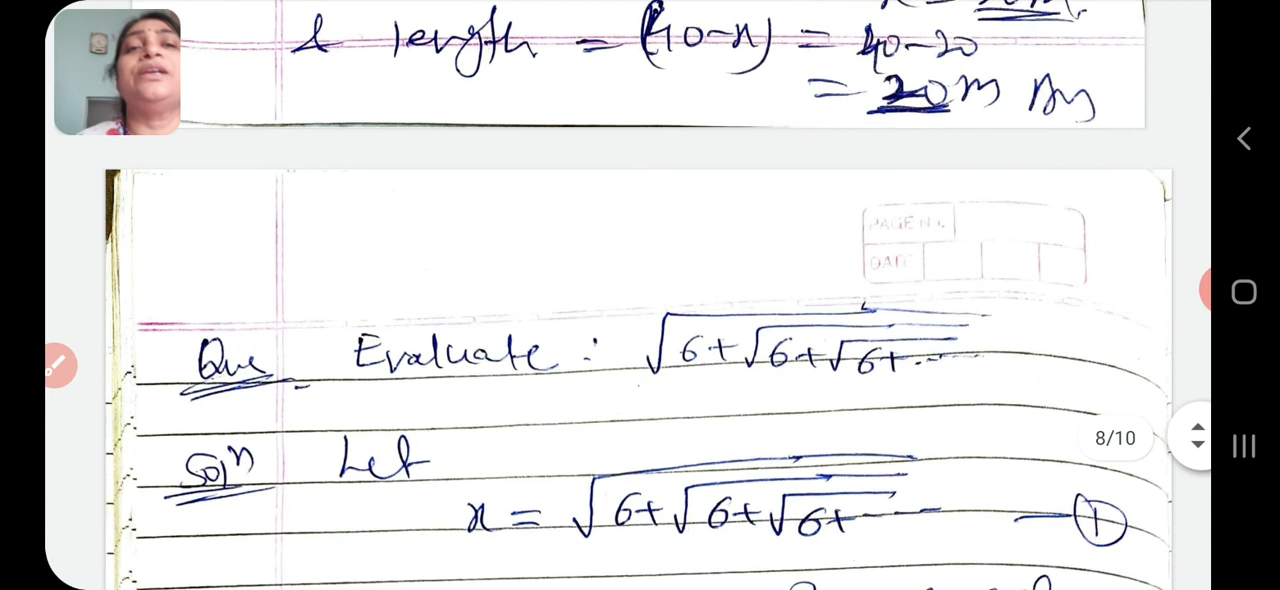 & length = (40-x) = 40-20
= 20m Ans
PAGE No.
DATE
Que. Evaluate : √6+√6+√6+....
8/10
Soln Let
x = √6+√6+√6+---- — ①